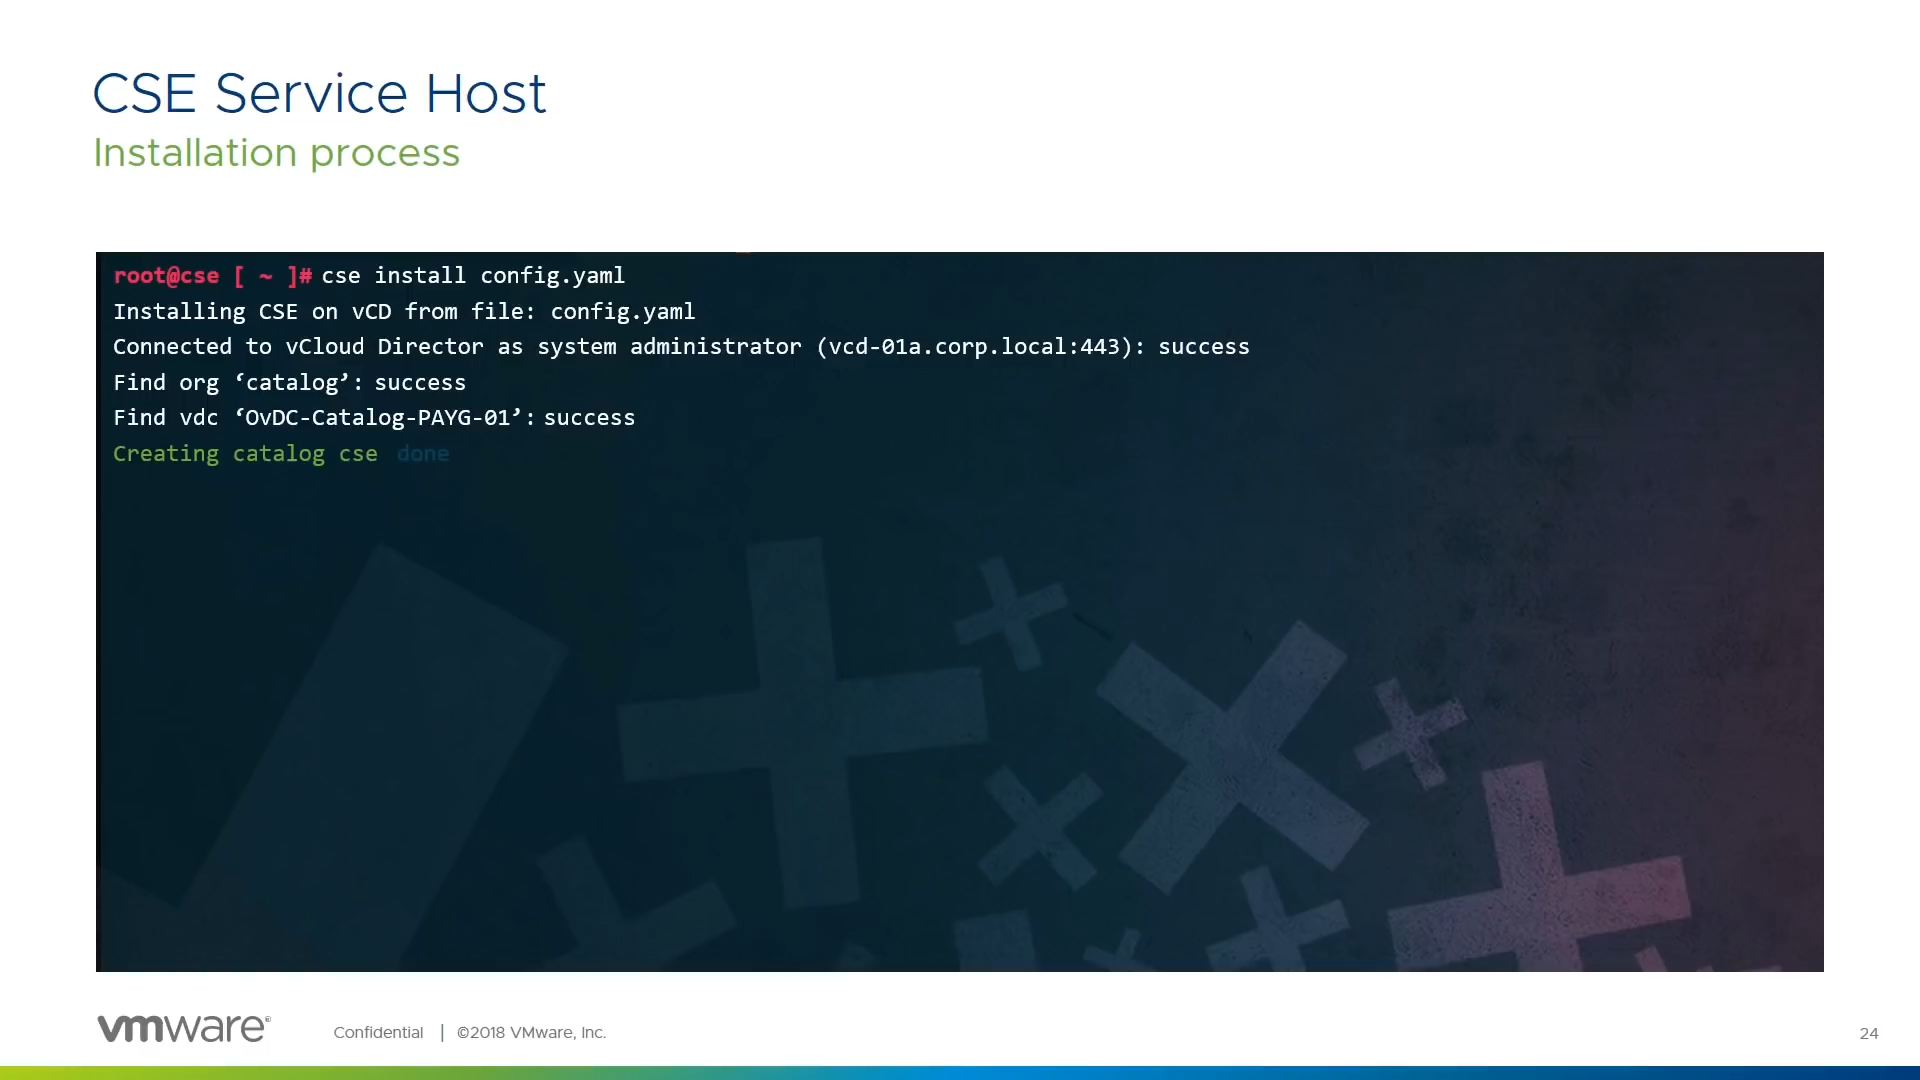 CSE Service Host
Installation process
root@cse [ ~ ]# cse install config.yaml
Installing CSE on vCD from file: config.yaml
Connected to vCloud Director as system administrator (vcd-01a.corp.local:443): success
Find org ‘catalog’: success
Find vdc ‘OvDC-Catalog-PAYG-01’: success
Creating catalog cse done
vmware®
Confidential | ©2018 VMware, Inc.
24